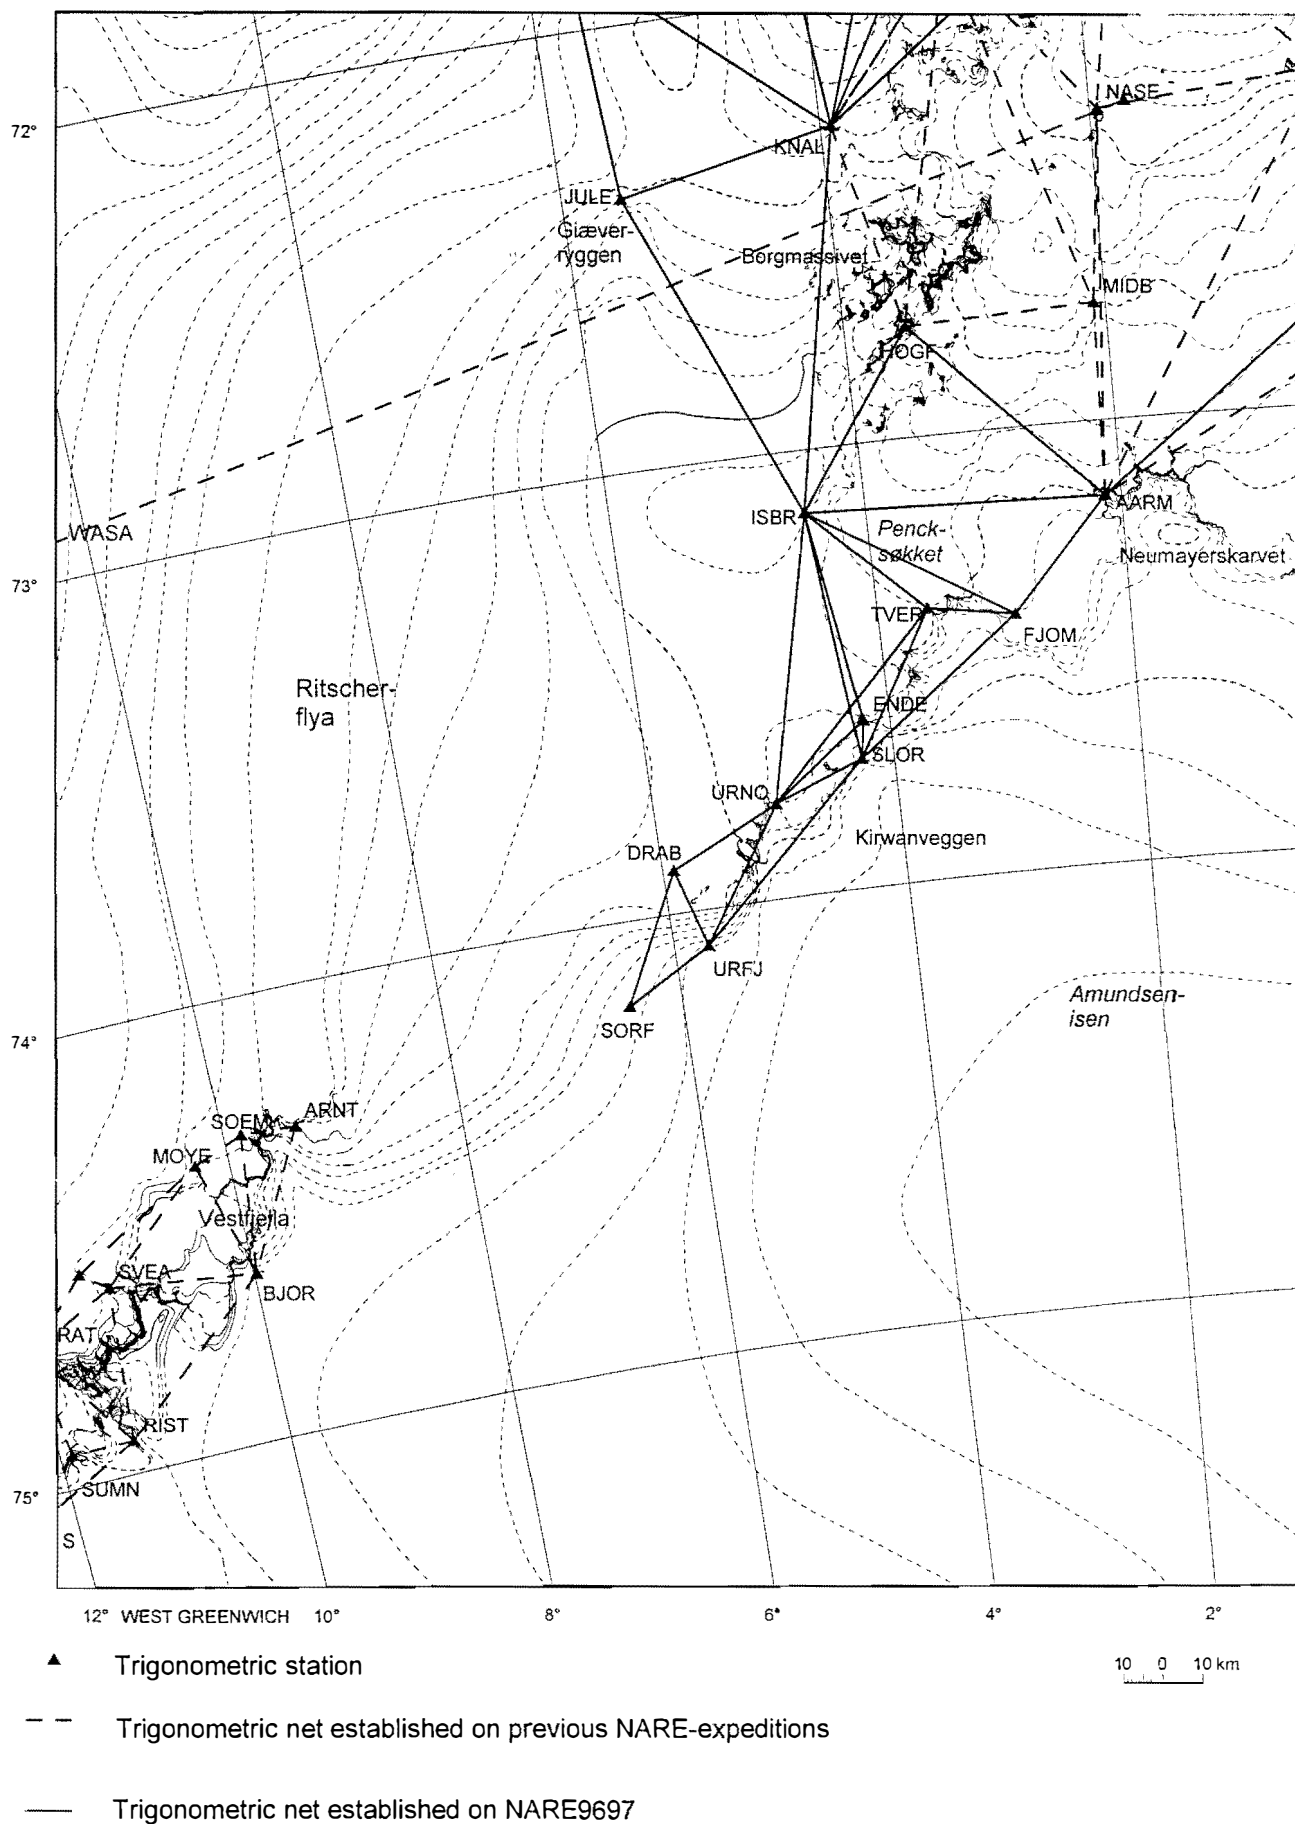 NASE
72°
KNAL
JULE
Giæver-
ryggen
Borgmassivet
MIDB
HOGF
WASA
ISBR
AARM
Penck-
søkket
Neumayerskarvet
73°
TVER
FJOM
Ritscher-
flya
ENDE
SLOR
URNO
Kirwanveggen
DRAB
URFJ
Amundsen-
isen
SORF
74°
ARNT
SOEM
MOYE
Vestfjella
SVEA
BJOR
RAT
RIST
SUMN
75°
S
12° WEST GREENWICH 10° 8° 6° 4° 2°
Trigonometric station
10 0 10 km
Trigonometric net established on previous NARE-expeditions
Trigonometric net established on NARE9697